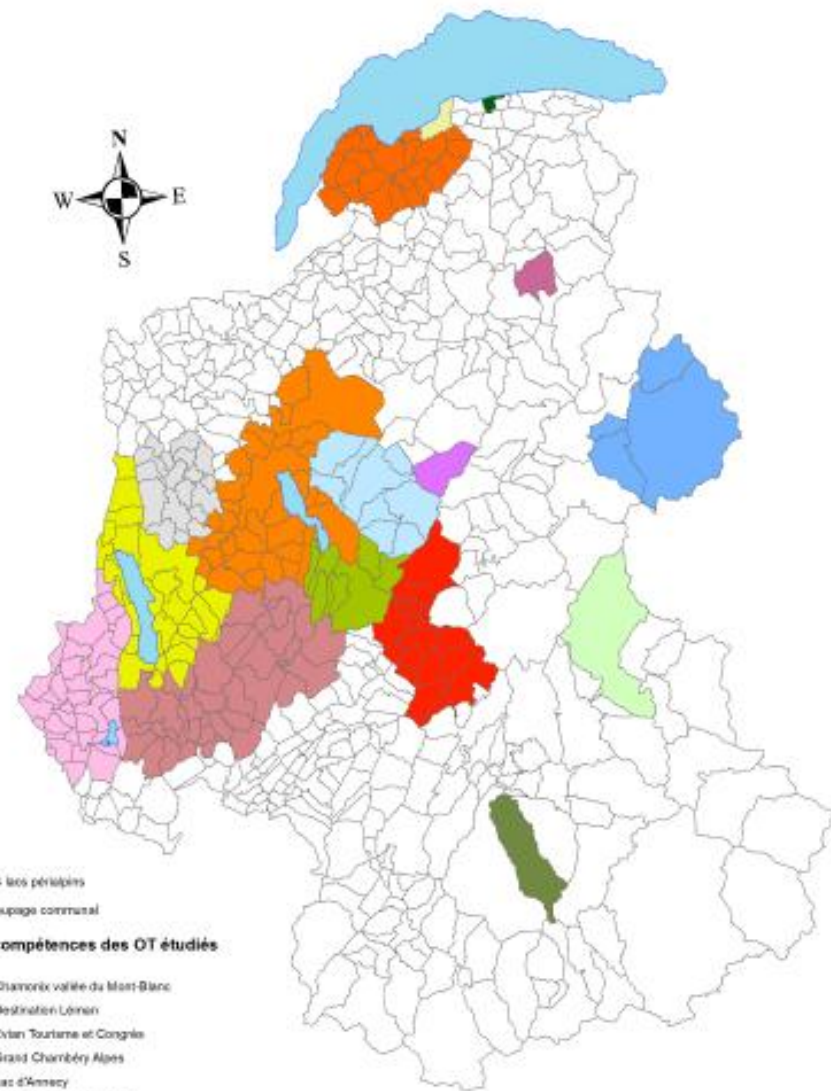 N
W E
S
lacs périalpins
upage communal
ompétences des OT étudiés
Chamonix vallée du Mont-Blanc
Destination Léman
Evian Tourisme et Congrès
Grand Chambéry Alpes
ac d'Annecy